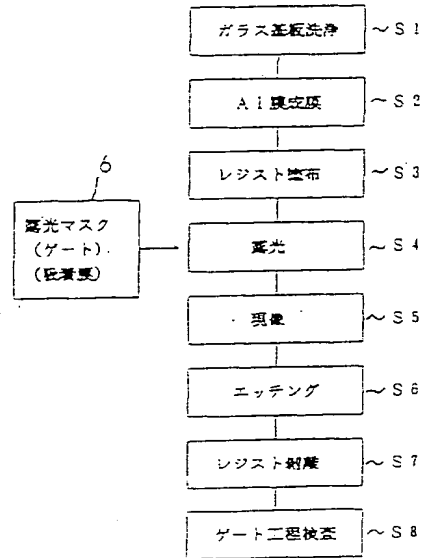 ガラス基板洗浄
~S1
Al膜成膜
~S2
レジスト塗布
~S3
6
露光マスク
(ゲート)
(吸着膜)
露光
~S4
現像
~S5
エッチング
~S6
レジスト剥離
~S7
ゲート工程検査
~S8